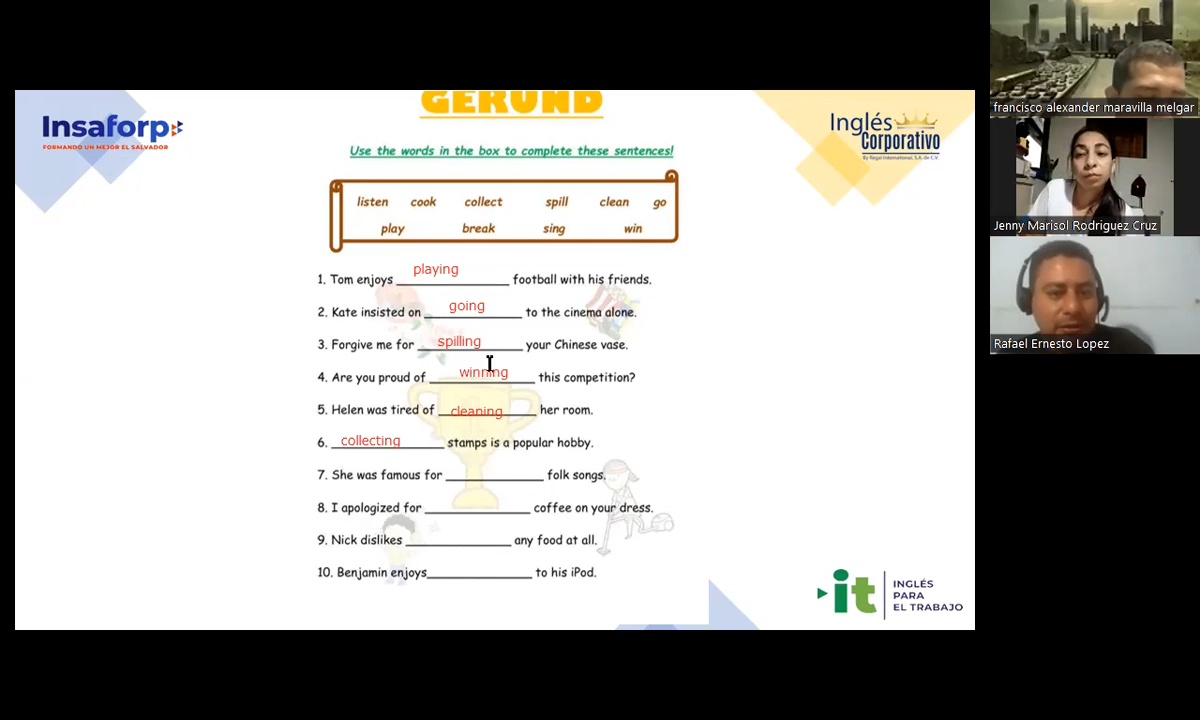 GERUND
Insaforp
FORMANDO UN MEJOR EL SALVADOR
Inglés
Corporativo
By Regal International, S.A. de C.V.
Use the words in the box to complete these sentences!
listen cook collect spill clean go
play break sing win
1. Tom enjoys playing football with his friends.
2. Kate insisted on going to the cinema alone.
3. Forgive me for spilling your Chinese vase.
4. Are you proud of winning this competition?
5. Helen was tired of cleaning her room.
6. collecting stamps is a popular hobby.
7. She was famous for ____________ folk songs.
8. I apologized for ____________ coffee on your dress.
9. Nick dislikes ____________ any food at all.
10. Benjamin enjoys____________ to his iPod.
it
INGLÉS
PARA
EL TRABAJO
francisco alexander maravilla melgar
Jenny Marisol Rodriguez Cruz
Rafael Ernesto Lopez